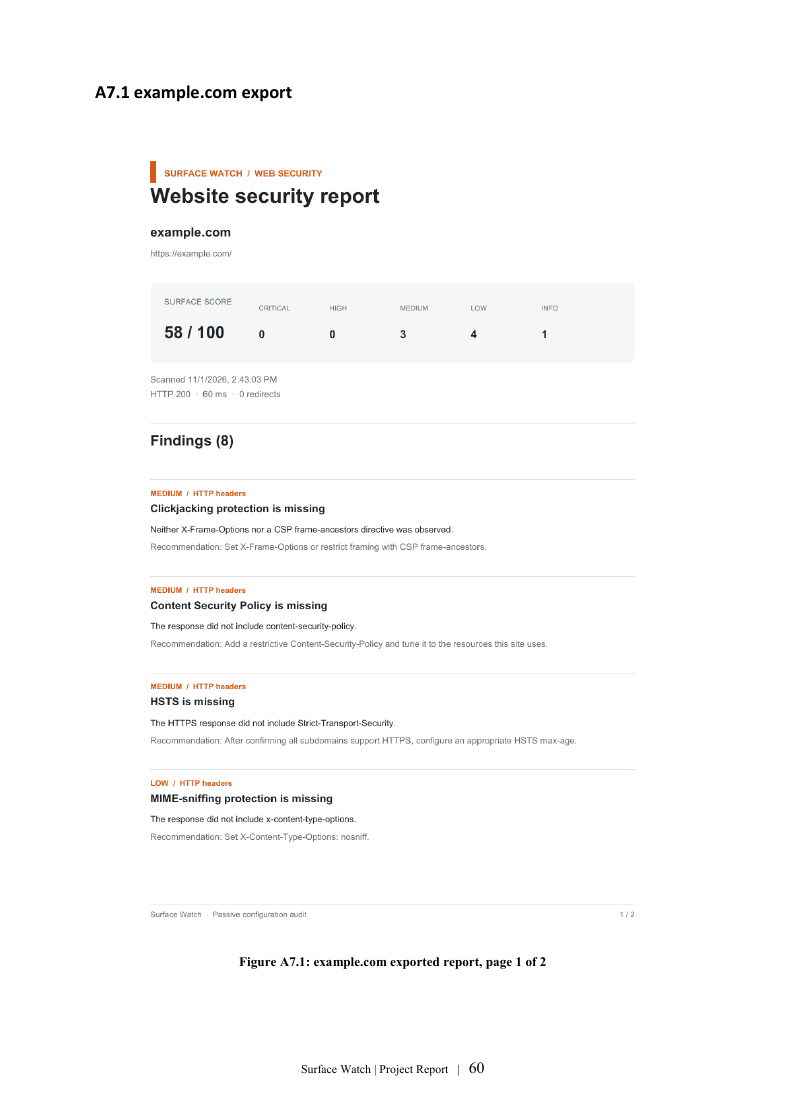 A7.1 example.com export
SURFACE WATCH / WEB SECURITY
Website security report
example.com
https://example.com/
SURFACE SCORE CRITICAL HIGH MEDIUM LOW INFO
58 / 100 0 0 3 4 1
Scanned 11/1/2026, 2:43:03 PM
HTTP 200 · 60 ms · 0 redirects
Findings (8)
MEDIUM / HTTP headers
Clickjacking protection is missing
Neither X-Frame-Options nor a CSP frame-ancestors directive was observed.
Recommendation: Set X-Frame-Options or restrict framing with CSP frame-ancestors.
MEDIUM / HTTP headers
Content Security Policy is missing
The response did not include content-security-policy.
Recommendation: Add a restrictive Content-Security-Policy and tune it to the resources this site uses.
MEDIUM / HTTP headers
HSTS is missing
The HTTPS response did not include Strict-Transport-Security.
Recommendation: After confirming all subdomains support HTTPS, configure an appropriate HSTS max-age.
LOW / HTTP headers
MIME-sniffing protection is missing
The response did not include x-content-type-options.
Recommendation: Set X-Content-Type-Options: nosniff.
Surface Watch · Passive configuration audit 1 / 2
Figure A7.1: example.com exported report, page 1 of 2
Surface Watch | Project Report | 60